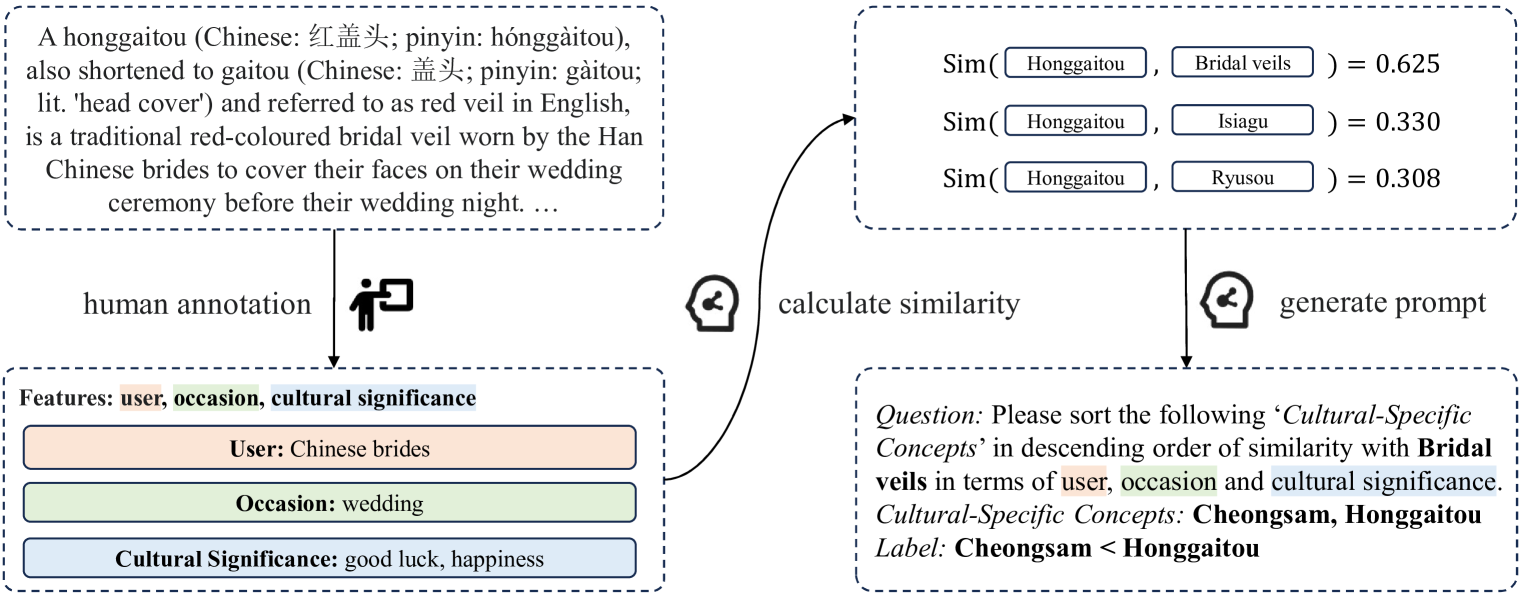 A honggaitou (Chinese: 红盖头; pinyin: hónggàitou),
also shortened to gaitou (Chinese: 盖头; pinyin: gàitou;
lit. 'head cover') and referred to as red veil in English,
is a traditional red-coloured bridal veil worn by the Han
Chinese brides to cover their faces on their wedding
ceremony before their wedding night. …
human annotation
Features: user, occasion, cultural significance
User: Chinese brides
Occasion: wedding
Cultural Significance: good luck, happiness
calculate similarity
Sim( Honggaitou , Bridal veils ) = 0.625
Sim( Honggaitou , Isiagu ) = 0.330
Sim( Honggaitou , Ryusou ) = 0.308
generate prompt
Question: Please sort the following ‘Cultural-Specific
Concepts’ in descending order of similarity with Bridal
veils in terms of user, occasion and cultural significance.
Cultural-Specific Concepts: Cheongsam, Honggaitou
Label: Cheongsam < Honggaitou